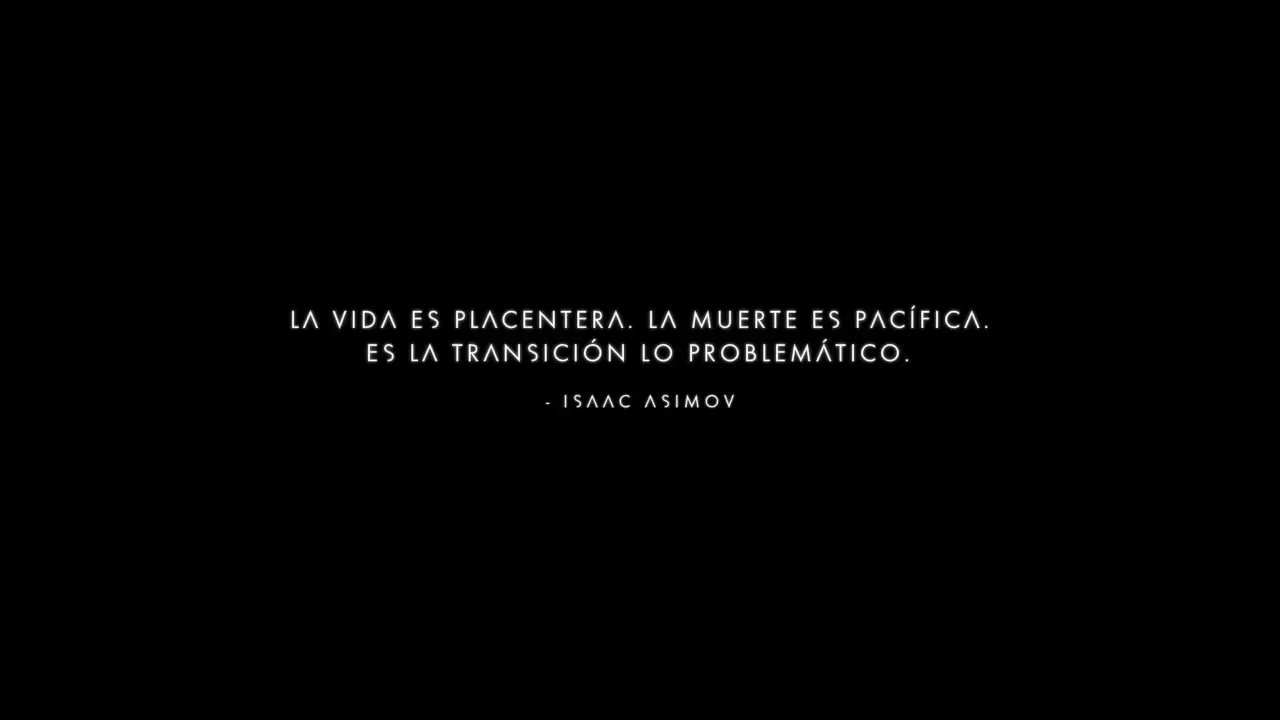 LA VIDA ES PLACENTERA. LA MUERTE ES PACÍFICA.
ES LA TRANSICIÓN LO PROBLEMÁTICO.
- ISAAC ASIMOV